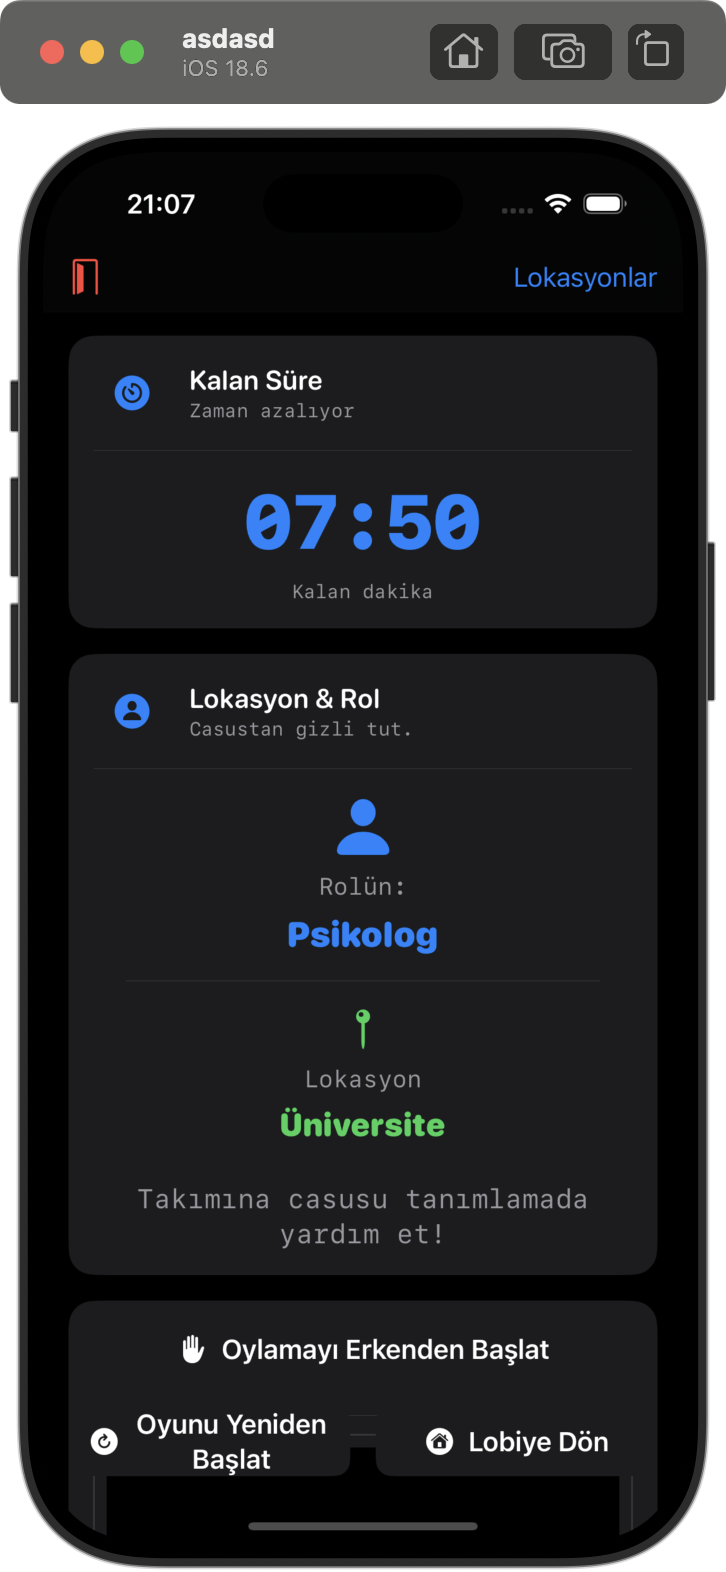 asdasd
iOS 18.6
21:07
Lokasyonlar
Kalan Süre
Zaman azalıyor
07:50
Kalan dakika
Lokasyon & Rol
Casustan gizli tut.
Rolün:
Psikolog
Lokasyon
Üniversite
Takımına casusu tanımlamada
yardım et!
Oylamayı Erkenden Başlat
Oyunu Yeniden
Başlat
Lobiye Dön